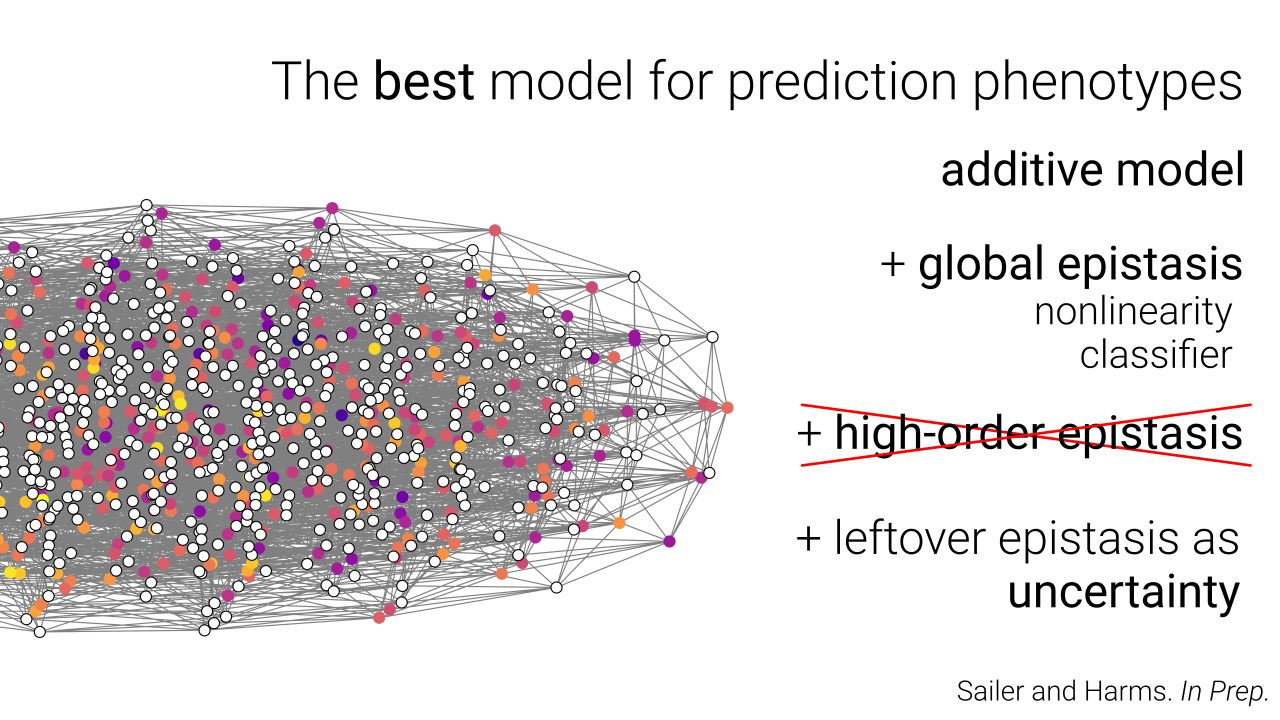 The best model for prediction phenotypes
additive model
+ global epistasis
nonlinearity
classifier
+ high-order epistasis
+ leftover epistasis as
uncertainty
Sailer and Harms. In Prep.